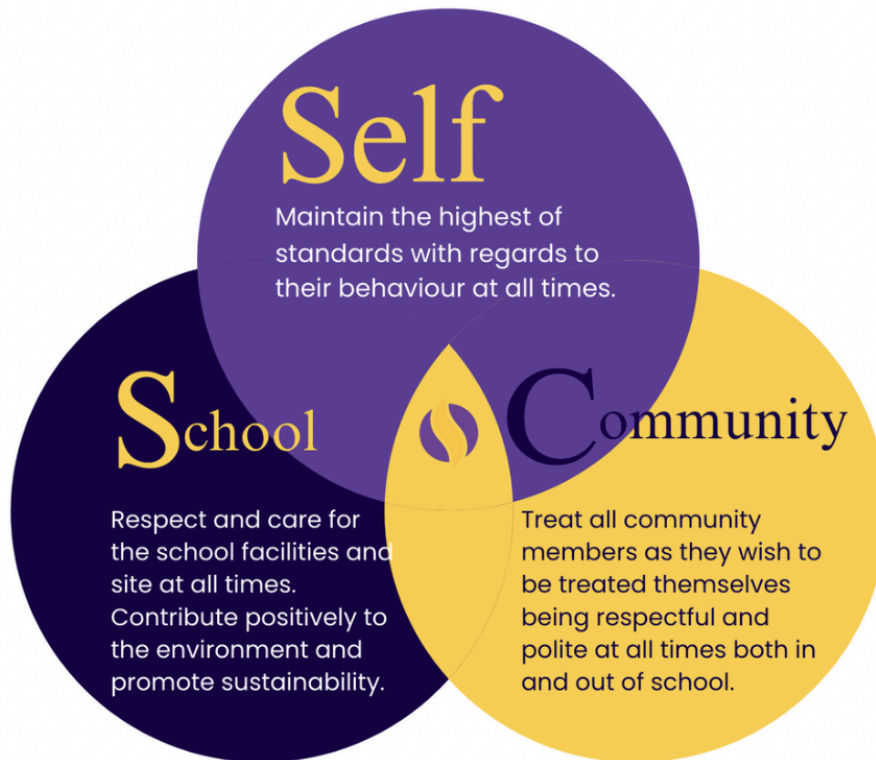 Self
Maintain the highest of
standards with regards to
their behaviour at all times.
School
Respect and care for
the school facilities and
site at all times.
Contribute positively to
the environment and
promote sustainability.
Community
Treat all community
members as they wish to
be treated themselves
being respectful and
polite at all times both in
and out of school.